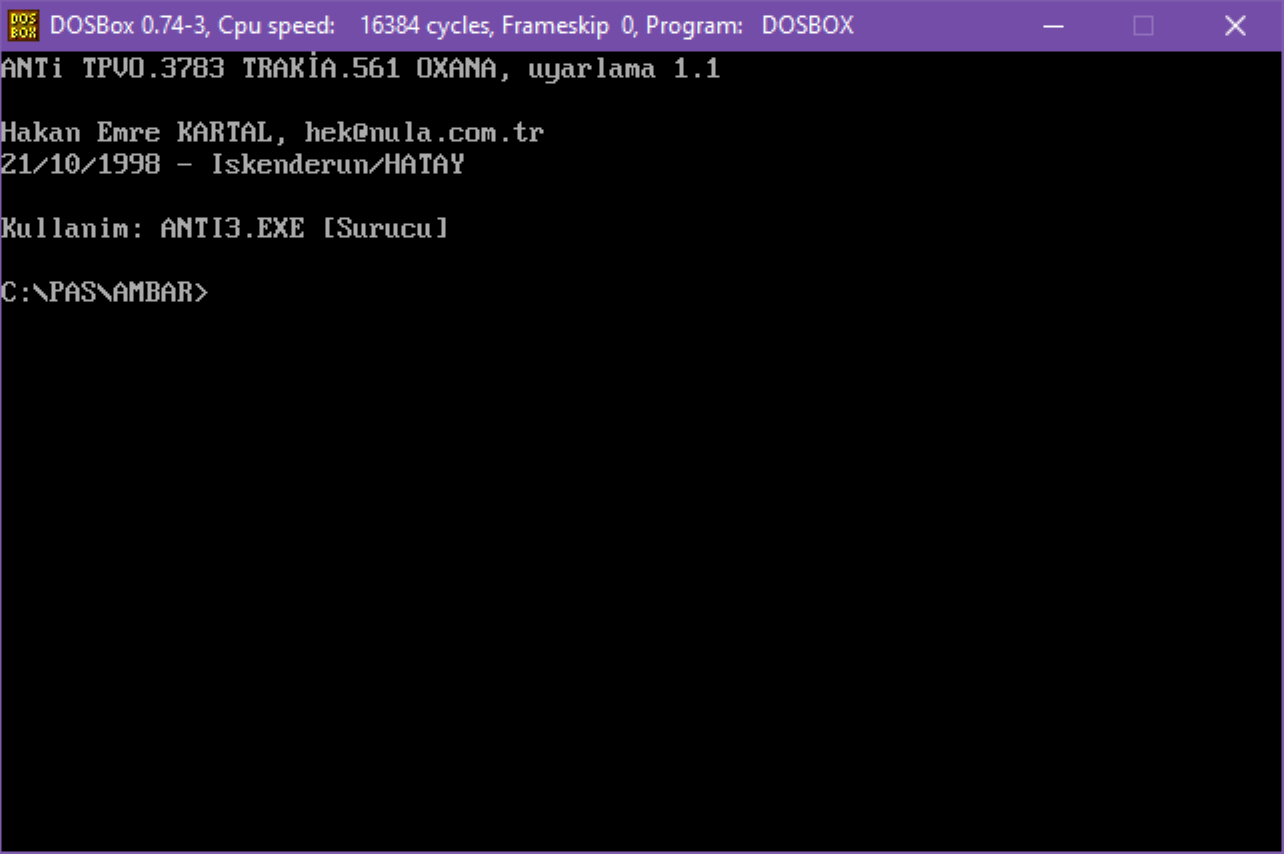 DOS BOX DOSBox 0.74-3, Cpu speed: 16384 cycles, Frameskip 0, Program: DOSBOX
ANTi TPVO.3783 TRAKİA.561 OXANA, uyarlama 1.1
Hakan Emre KARTAL, hek@nula.com.tr
21/10/1998 - Iskenderun/HATAY
Kullanim: ANTI3.EXE [Surucu]
C:\PAS\AMBAR>